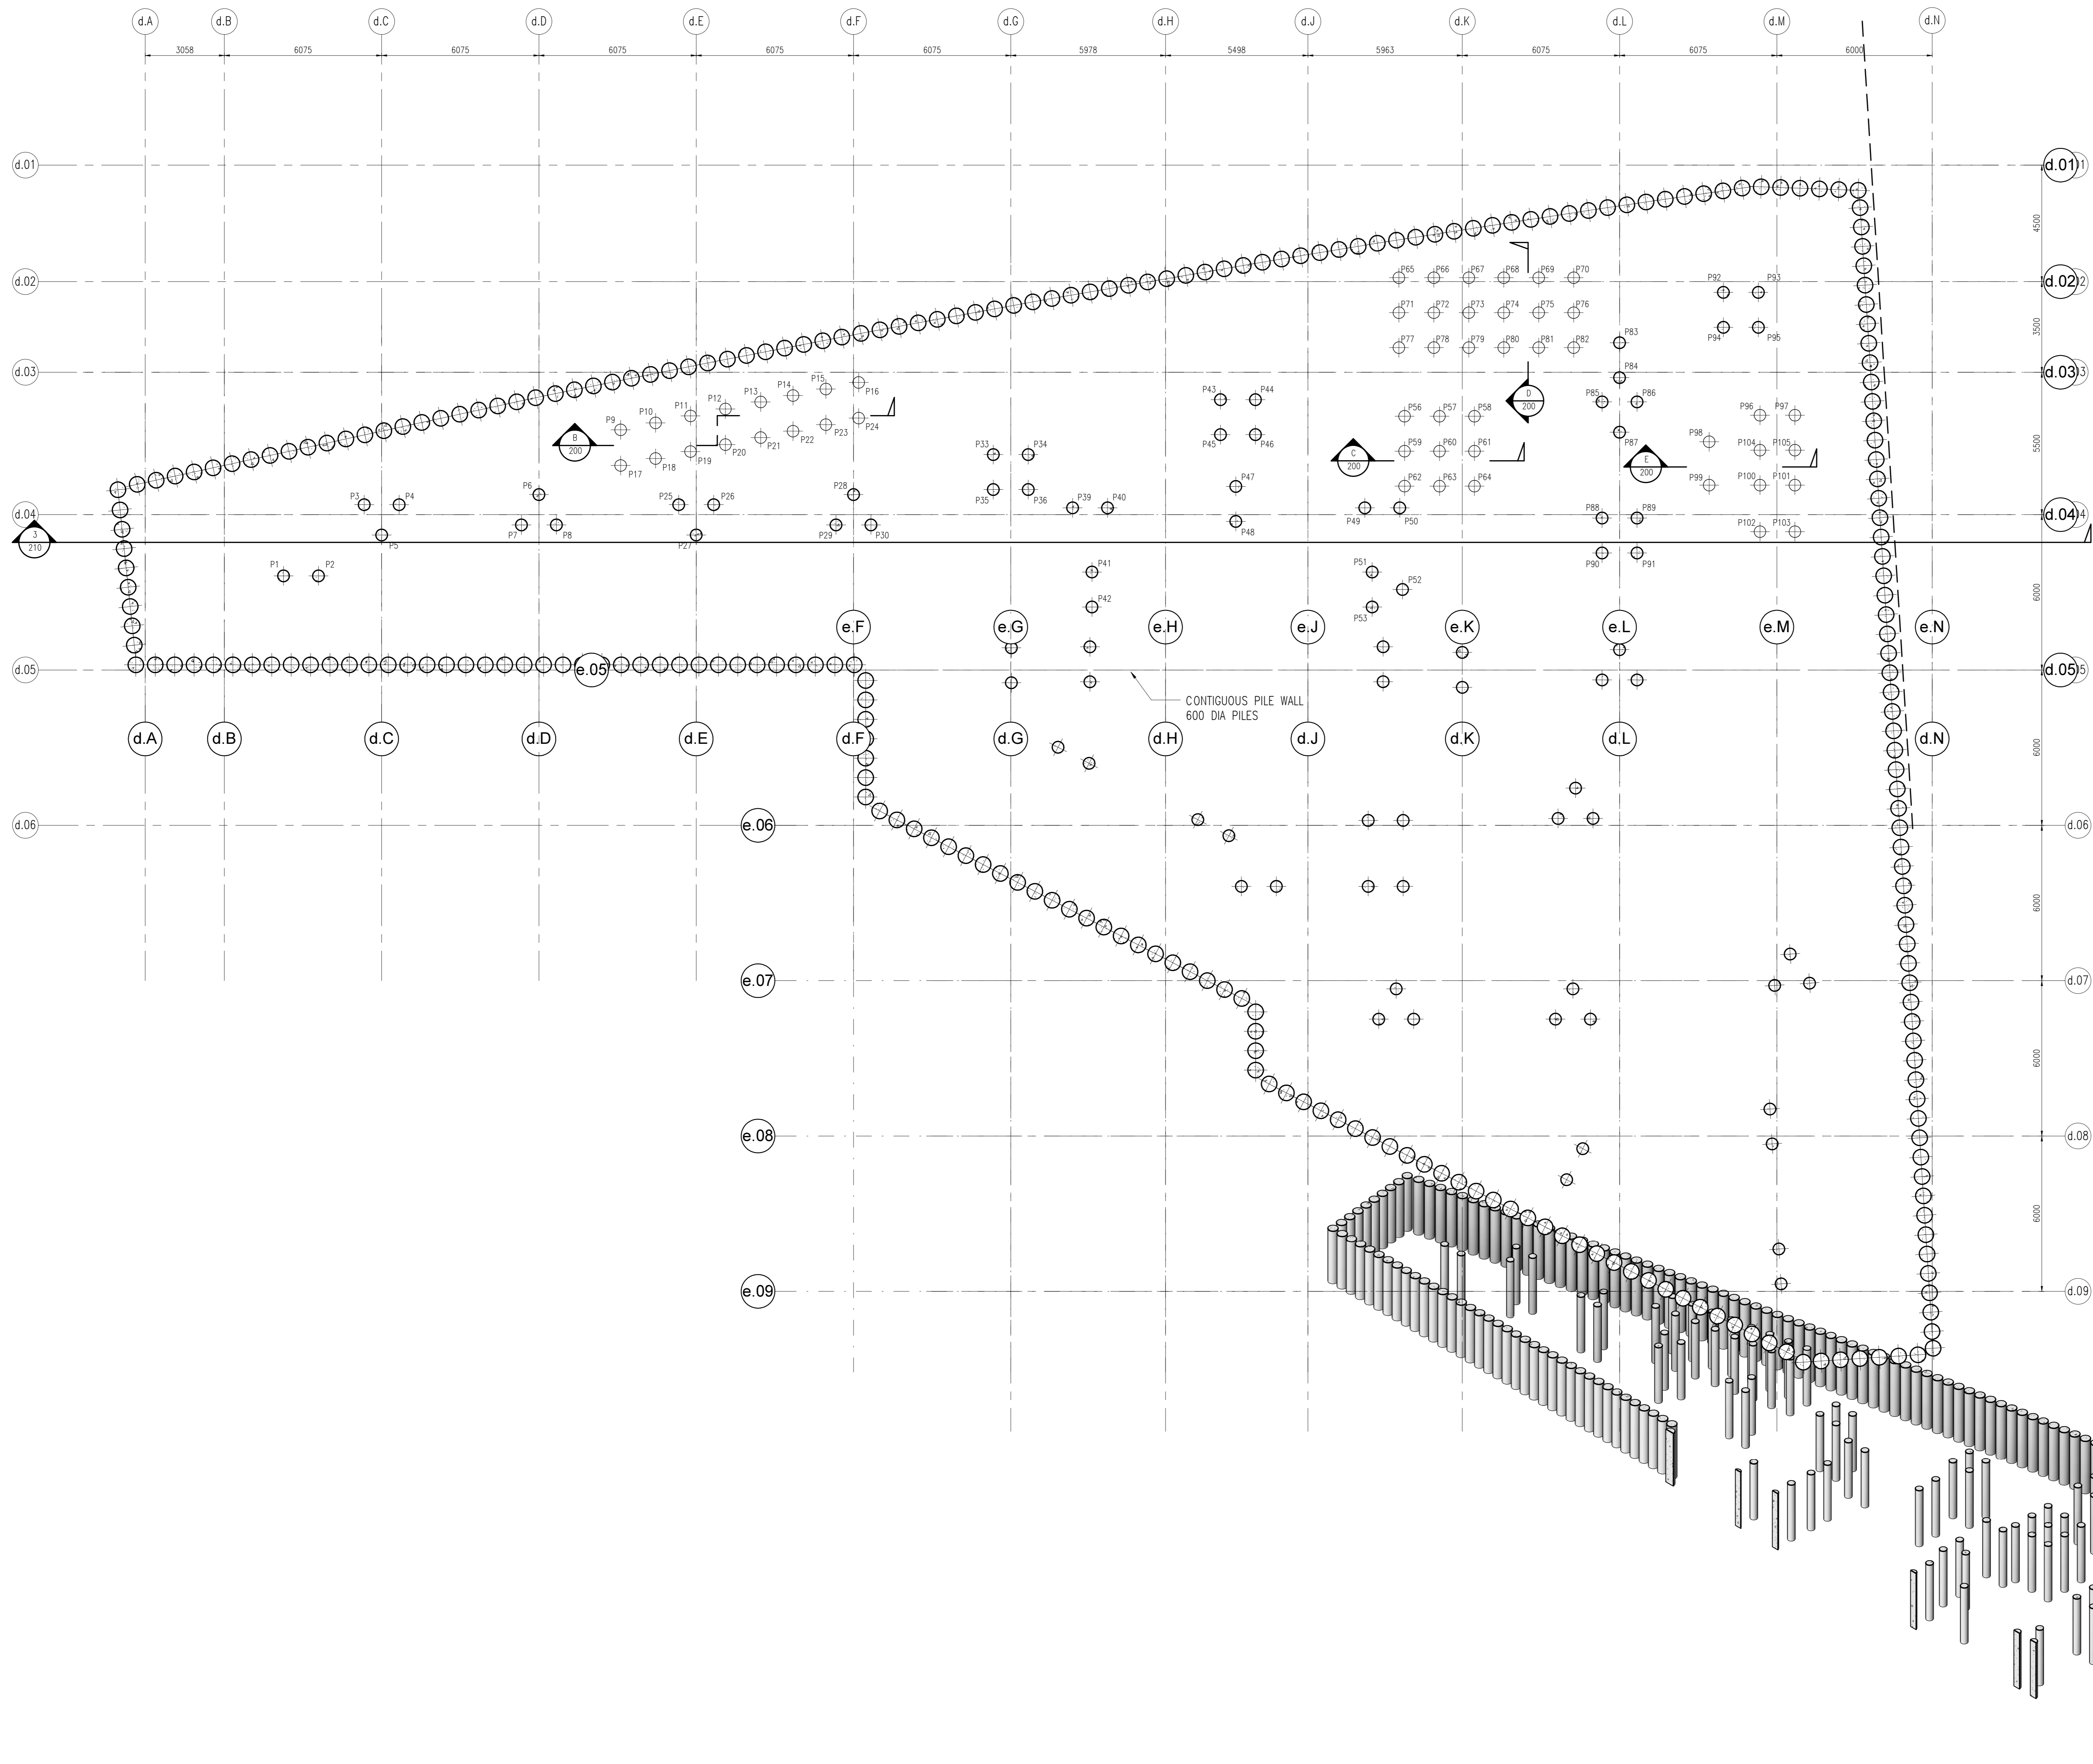 d.A d.B d.C d.D d.E d.F d.G d.H d.J d.K d.L d.M d.N
3058 6075 6075 6075 6075 6075 5978 5498 5963 6075 6075 6000
d.01 d.01
4500
P65 P66 P67 P68 P69 P70
d.02 P92 P93 d.02
P71 P72 P73 P74 P75 P76
3500
P94 P95
P77 P78 P79 P80 P81 P82 P83
d.03 P84 d.03
P16
P15
P14
P13
P12
P11
P10
P9
P43 P44
P85 P86
D
200
P56 P57 P58
P96 P97
P24
P23
P22
P21
P20
P19
P18
P17
B
200
P45 P46
P87
P98
5500
P33 P34
P59 P60 P61
P104 P105
C
200
E
200
P47
P62 P63 P64
P99 P100 P101
P6 P28
P3 P4 P25 P26
P35 P36
P39 P40
P49 P50
d.04 P88 P89 d.04
P7 P8 P29 P30
P48
P102 P103
3
210
P5 P27
P90 P91
P1 P2
P41
P51
P52
P42
P53
6000
e.F e.G e.H e.J e.K e.L e.M e.N
d.05 e.05 d.05
CONTIGUOUS PILE WALL
600 DIA PILES
d.A d.B d.C d.D d.E d.F d.G d.H d.J d.K d.L d.N
6000
d.06 e.06 d.06
6000
e.07 d.07
6000
e.08 d.08
6000
e.09 d.09